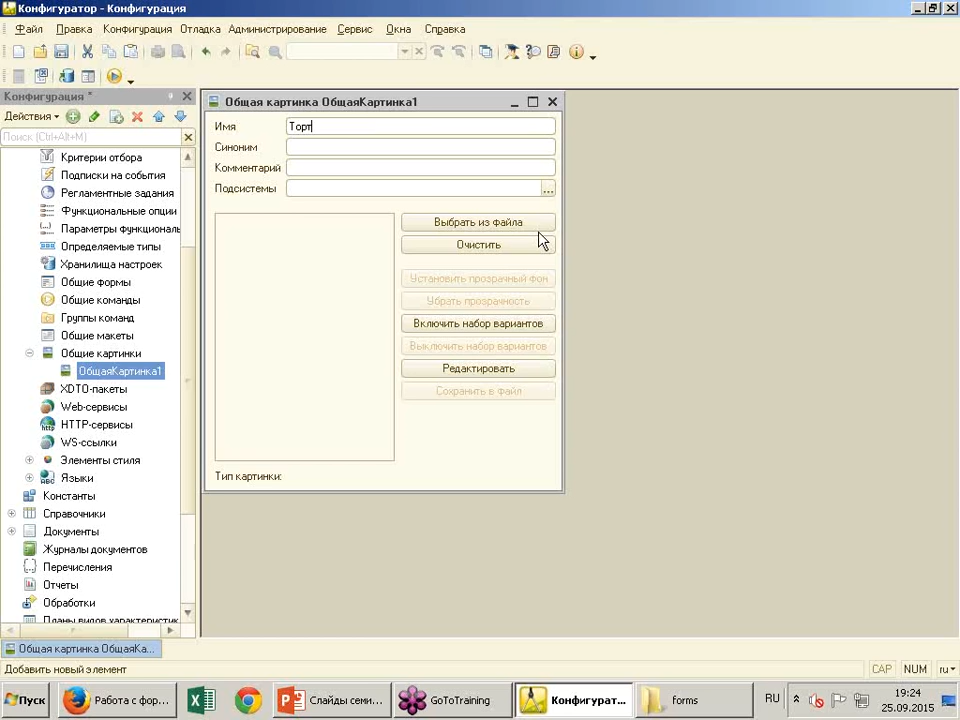 Конфигуратор - Конфигурация
Файл Правка Конфигурация Отладка Администрирование Сервис Окна Справка
Конфигурация *
Действия
Поиск (Ctrl+Alt+M)
Критерии отбора
Подписки на события
Регламентные задания
Функциональные опции
Параметры функциональ
Определяемые типы
Хранилища настроек
Общие формы
Общие команды
Группы команд
Общие макеты
Общие картинки
ОбщаяКартинка1
XDTO-пакеты
Web-сервисы
HTTP-сервисы
WS-ссылки
Элементы стиля
Языки
Константы
Справочники
Документы
Журналы документов
Перечисления
Отчеты
Обработки
Планы видов характеристик
Общая картинка ОбщаяКартинка1
Имя Торт
Синоним
Комментарий
Подсистемы ...
Выбрать из файла
Очистить
Установить прозрачный фон
Убрать прозрачность
Включить набор вариантов
Выключить набор вариантов
Редактировать
Сохранить в файл
Тип картинки:
Общая картинка ОбщаяКа...
Добавить новый элемент CAP NUM ru
Пуск Работа с фор... Слайды семи... GoToTraining Конфигурат... forms RU 19:24
25.09.2015